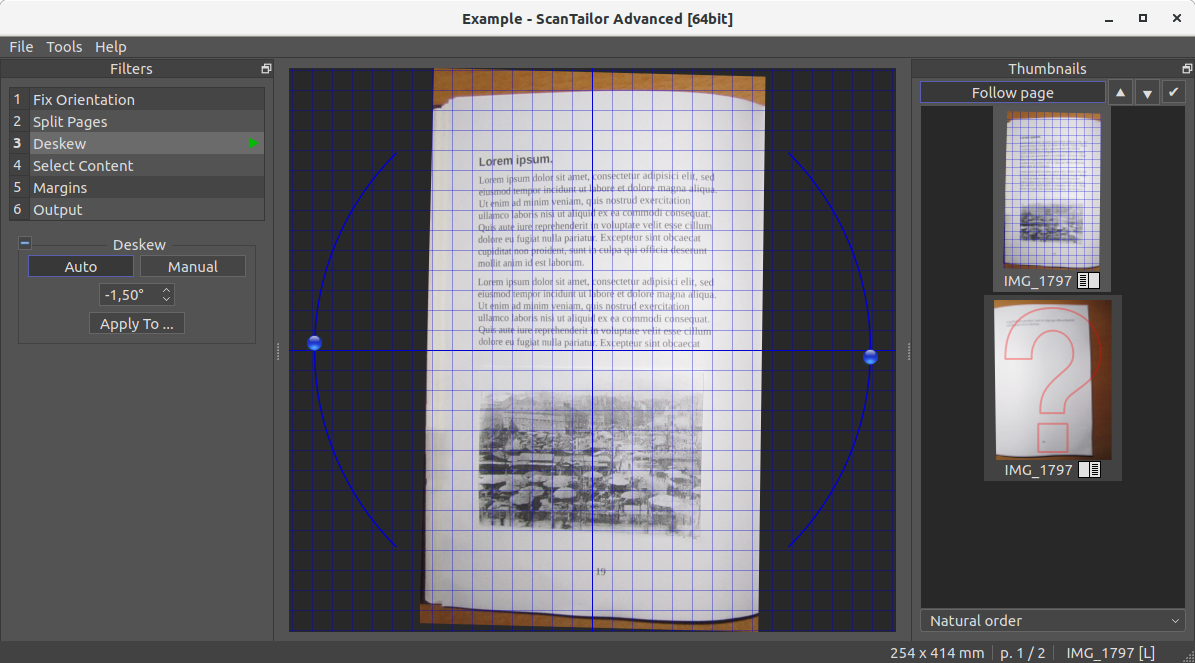 Example - ScanTailor Advanced [64bit]
File Tools Help
Filters
1 Fix Orientation
2 Split Pages
3 Deskew
4 Select Content
5 Margins
6 Output
Deskew
Auto Manual
-1,50°
Apply To ...
Lorem ipsum.
Lorem ipsum dolor sit amet, consectetur adipisici elit, sed
eiusmod tempor incidunt ut labore et dolore magna aliqua.
Ut enim ad minim veniam, quis nostrud exercitation
ullamco laboris nisi ut aliquid ex ea commodi consequat.
Quis aute iure reprehenderit in voluptate velit esse cillum
dolore eu fugiat nulla pariatur. Excepteur sint obcaecat
cupiditat non proident, sunt in culpa qui officia deserunt
mollit anim id est laborum.
Lorem ipsum dolor sit amet, consectetur adipisici elit, sed
eiusmod tempor incidunt ut labore et dolore magna aliqua.
Ut enim ad minim veniam, quis nostrud exercitation
ullamco laboris nisi ut aliquid ex ea commodi consequat.
Quis aute iure reprehenderit in voluptate velit esse cillum
dolore eu fugiat nulla pariatur. Excepteur sint obcaecat
19
Thumbnails
Follow page
IMG_1797
?
IMG_1797
Natural order
254 x 414 mm p. 1 / 2 IMG_1797 [L]